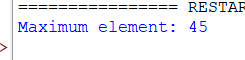 ================ RESTAR
Maximum element: 45
>